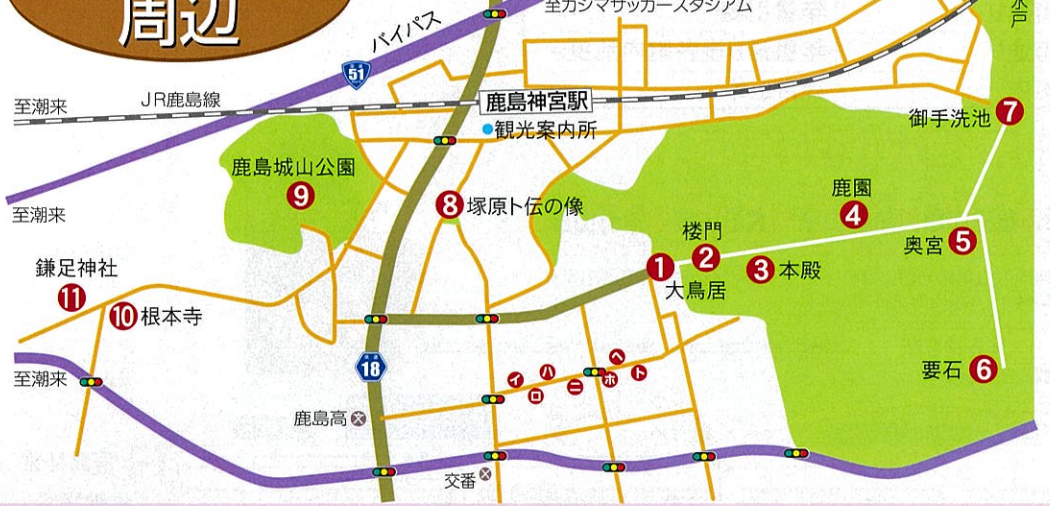 周辺
至カシマサッカースタジアム
水戸
バイパス
51
至潮来
JR鹿島線
鹿島神宮駅
観光案内所
御手洗池
7
鹿島城山公園
9
至潮来
8 塚原卜伝の像
鹿園
4
楼門
2
奥宮 5
1
大鳥居
3 本殿
鎌足神社
11
10 根本寺
18
至潮来
要石 6
イ
ロ
ハ
ニ
ホ
ヘ
ト
鹿島高 文
交番